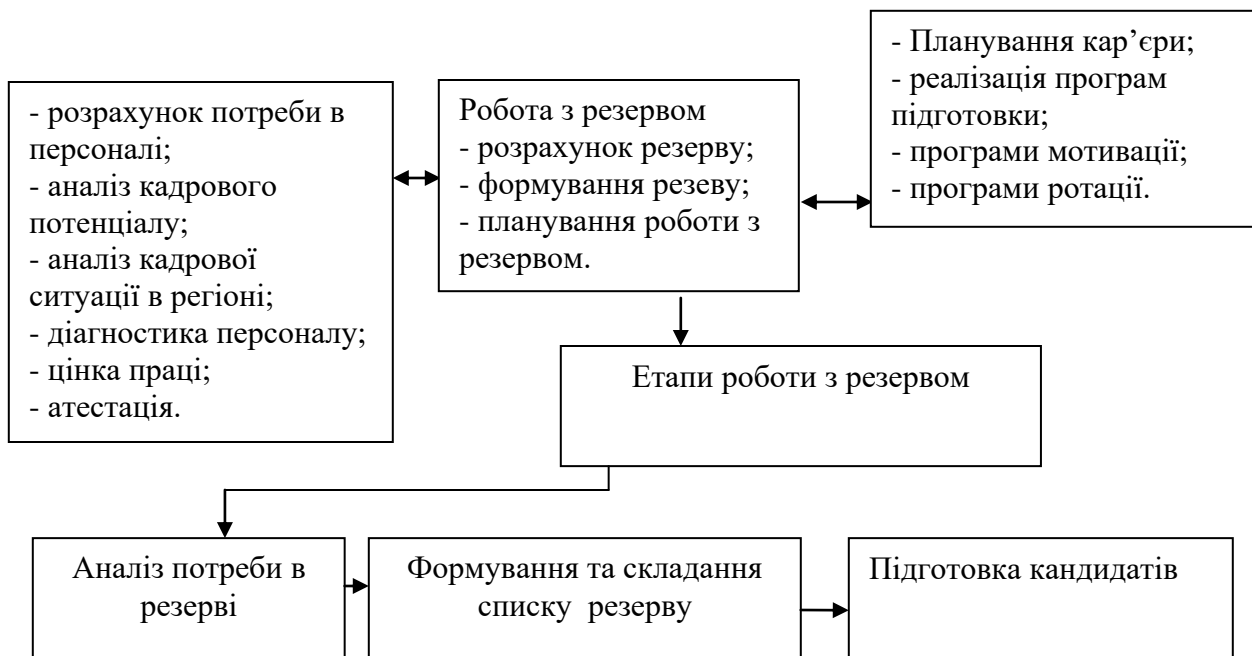 - розрахунок потреби в
персоналі;
- аналіз кадрового
потенціалу;
- аналіз кадрової
ситуації в регіоні;
- діагностика персоналу;
- цінка праці;
- атестація.
Робота з резервом
- розрахунок резерву;
- формування резеву;
- планування роботи з
резервом.
- Планування кар’єри;
- реалізація програм
підготовки;
- програми мотивації;
- програми ротації.
Етапи роботи з резервом
Аналіз потреби в
резерві
Формування та складання
списку резерву
Підготовка кандидатів